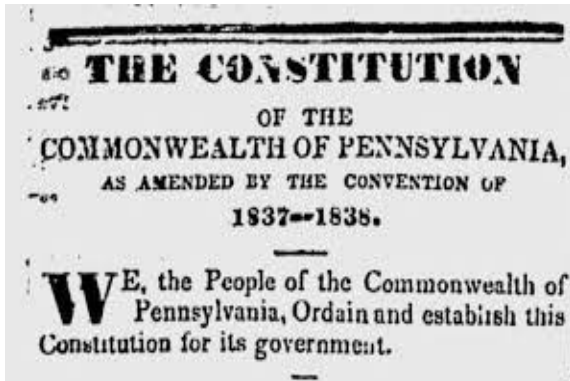 THE CONSTITUTION
OF THE
COMMONWEALTH OF PENNSYLVANIA,
AS AMENDED BY THE CONVENTION OF
1837--1838.
WE, the People of the Commonwealth of
Pennsylvania, Ordain and establish this
Constitution for its government.